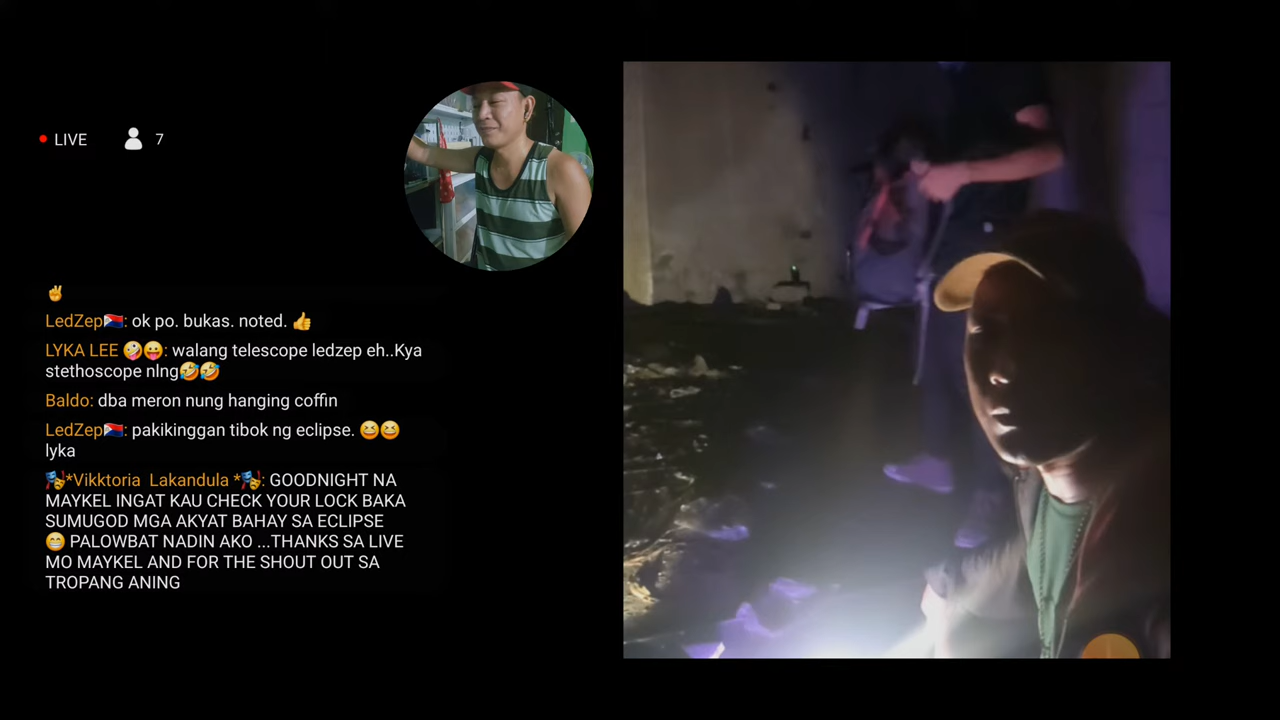 LIVE 7
✌
LedZep🇵🇭: ok po. bukas. noted. 👍
LYKA LEE 🤪😛: walang telescope ledzep eh..Kya
stethoscope nlng🤣🤣
Baldo: dba meron nung hanging coffin
LedZep🇵🇭: pakikinggan tibok ng eclipse. 😆😆
lyka
🎭*Vikktoria Lakandula *🎭: GOODNIGHT NA
MAYKEL INGAT KAU CHECK YOUR LOCK BAKA
SUMUGOD MGA AKYAT BAHAY SA ECLIPSE
😁 PALOWBAT NADIN AKO ...THANKS SA LIVE
MO MAYKEL AND FOR THE SHOUT OUT SA
TROPANG ANING